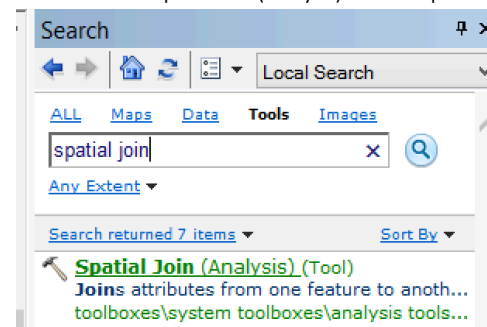 Search
Local Search
ALL Maps Data Tools Images
spatial join
Any Extent
Search returned 7 items Sort By
Spatial Join (Analysis) (Tool)
Joins attributes from one feature to anoth...
toolboxes\system toolboxes\analysis tools...